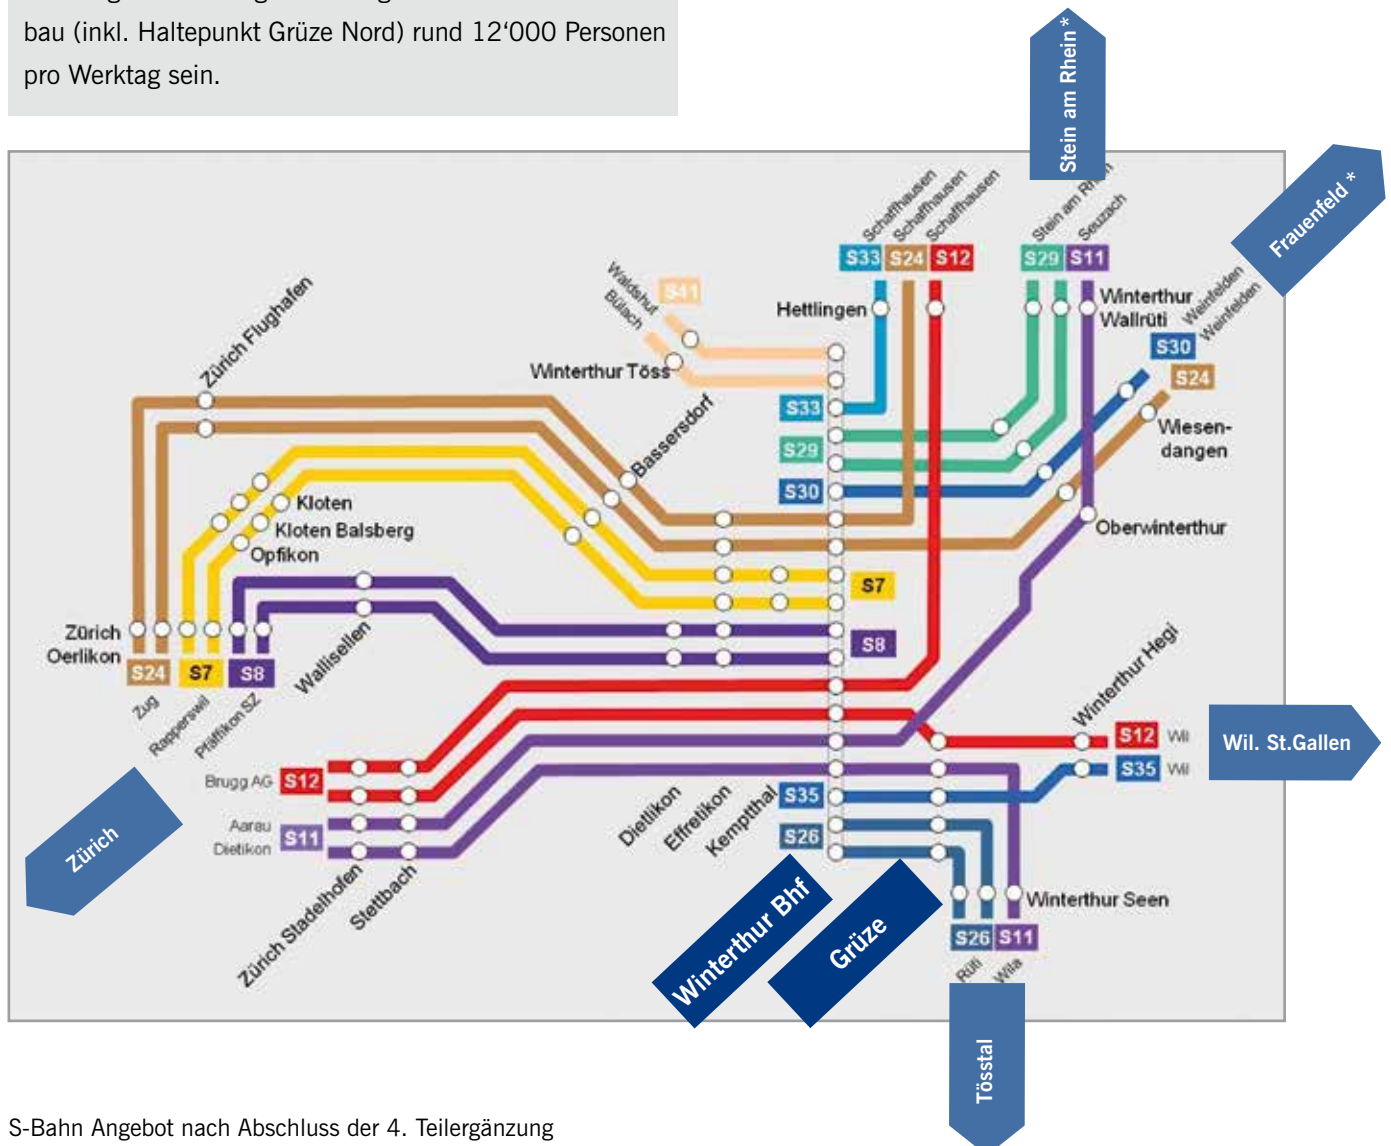 bau (inkl. Haltepunkt Grüze Nord) rund 12‘000 Personen
pro Werktag sein.
Stein am Rhein *
Frauenfeld *
Schaffhausen
Schaffhausen
Schaffhausen
Stein am Rhein
Seuzach
S33
S24
S12
S29
S11
Waldshut
Bülach
S41
Hettlingen
Winterthur
Wallrüti
Weinfelden
Weinfelden
S30
S24
Zürich Flughafen
Winterthur Töss
Bassersdorf
S33
S29
S30
Wiesen-
dangen
Kloten
Kloten Balsberg
Opfikon
Oberwinterthur
S7
S8
Zürich
Oerlikon
S24
S7
S8
Wallisellen
Zug
Rapperswil
Pfäffikon SZ
Winterthur Hegi
S12
Wil
S35
Wil
Wil. St.Gallen
Brugg AG
S12
Aarau
Dietikon
S11
Dietlikon
Effretikon
Kemptthal
S35
S26
Zürich
Zürich Stadelhofen
Stettbach
Winterthur Bhf
Grüze
Winterthur Seen
S26
S11
Rüti
Wila
Tösstal
S-Bahn Angebot nach Abschluss der 4. Teilergänzung